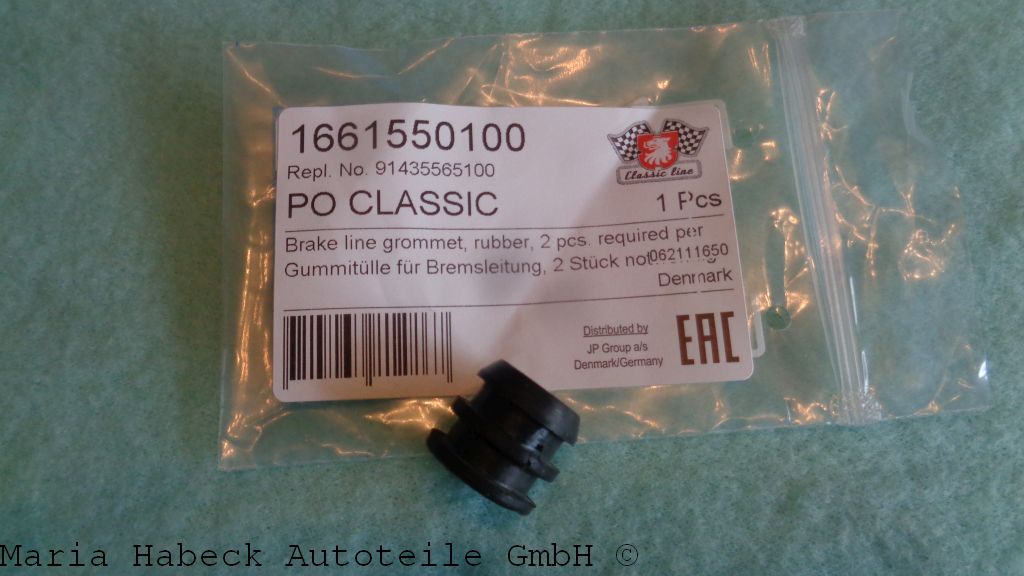 1661550100
Repl. No. 91435565100
Classic line
PO CLASSIC
1 Pcs
Brake line grommet, rubber, 2 pcs. required per
Gummitülle für Bremsleitung, 2 Stück not
062111650
Denmark
Distributed by
JP Group a/s
Denmark/Germany
EAC
Maria Habeck Autoteile GmbH ©